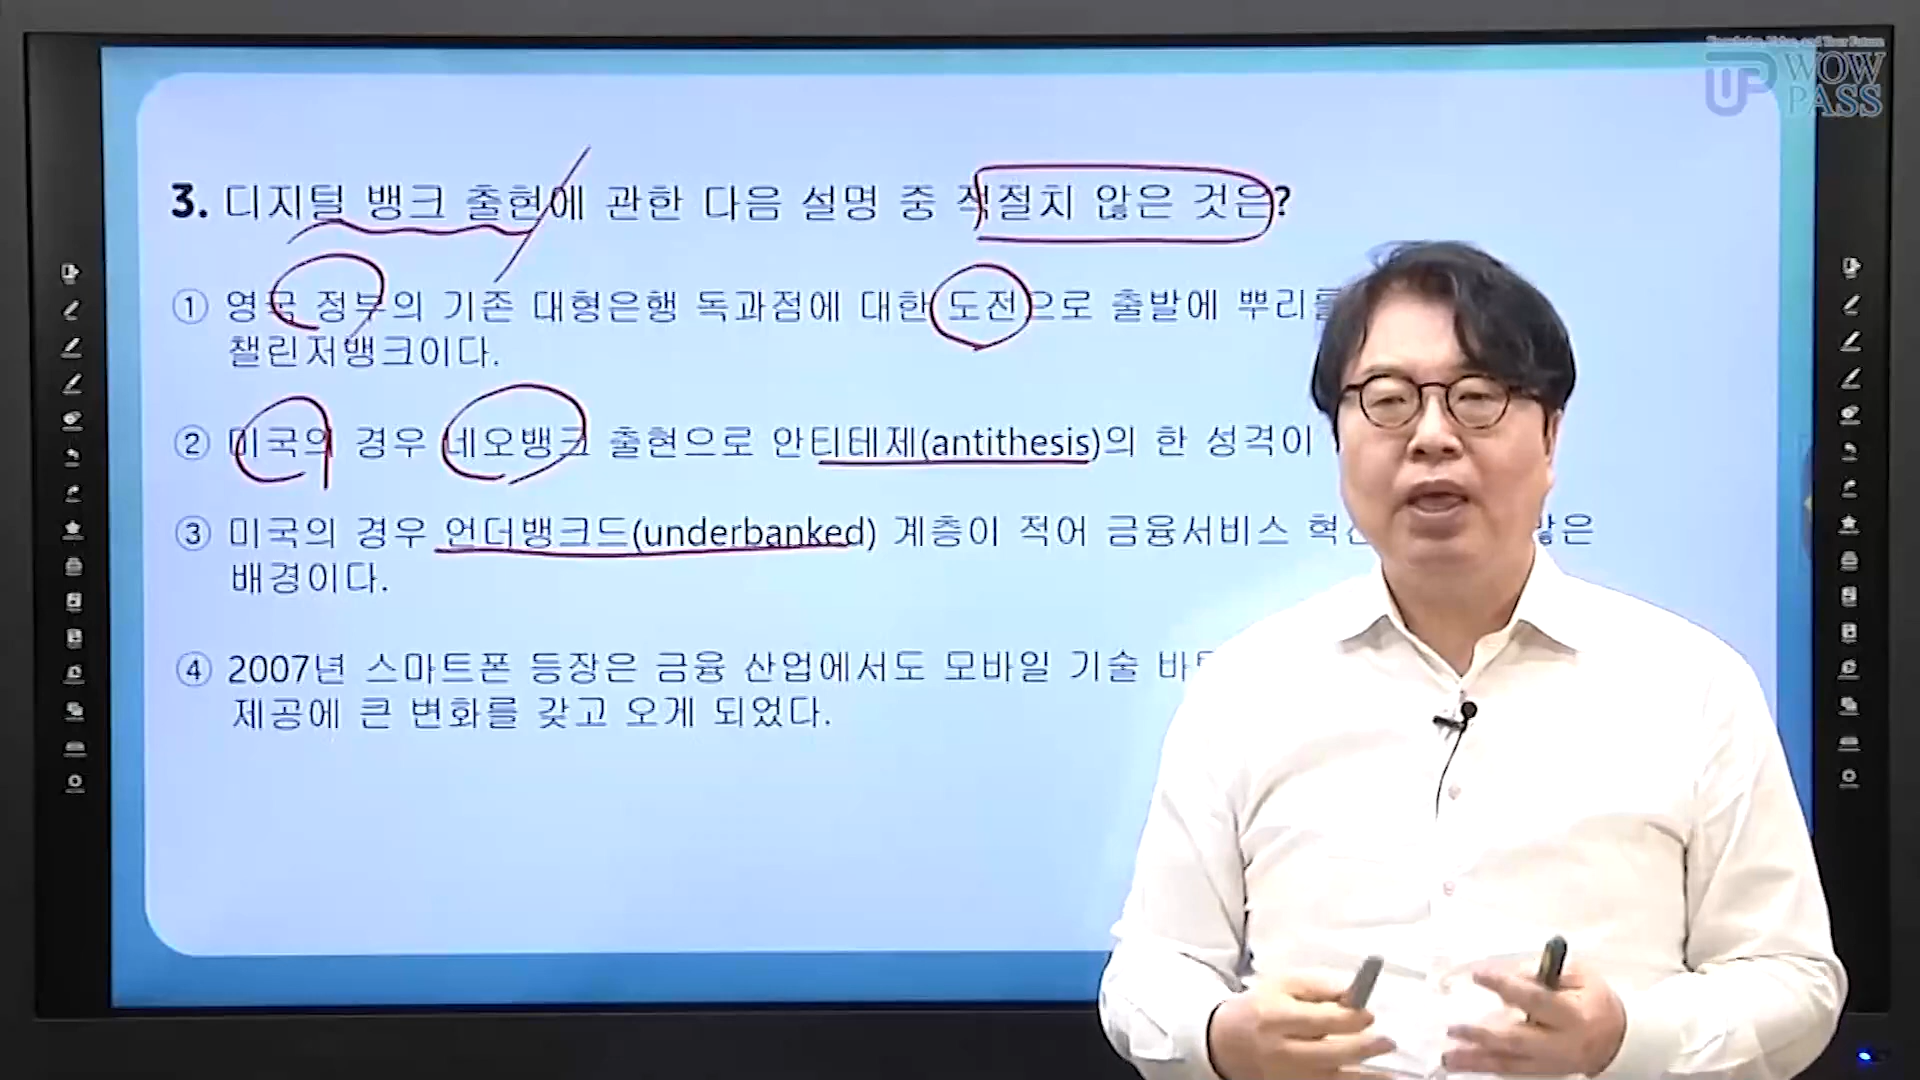 WOW
PASS
3. 디지털 뱅크 출현에 관한 다음 설명 중 적절치 않은 것은?
① 영국 정부의 기존 대형은행 독과점에 대한 도전으로 출발에 뿌리를
챌린저뱅크이다.
② 미국의 경우 네오뱅크 출현으로 안티테제(antithesis)의 한 성격이
③ 미국의 경우 언더뱅크드(underbanked) 계층이 적어 금융서비스 않은
배경이다.
④ 2007년 스마트폰 등장은 금융 산업에서도 모바일 기술
제공에 큰 변화를 갖고 오게 되었다.